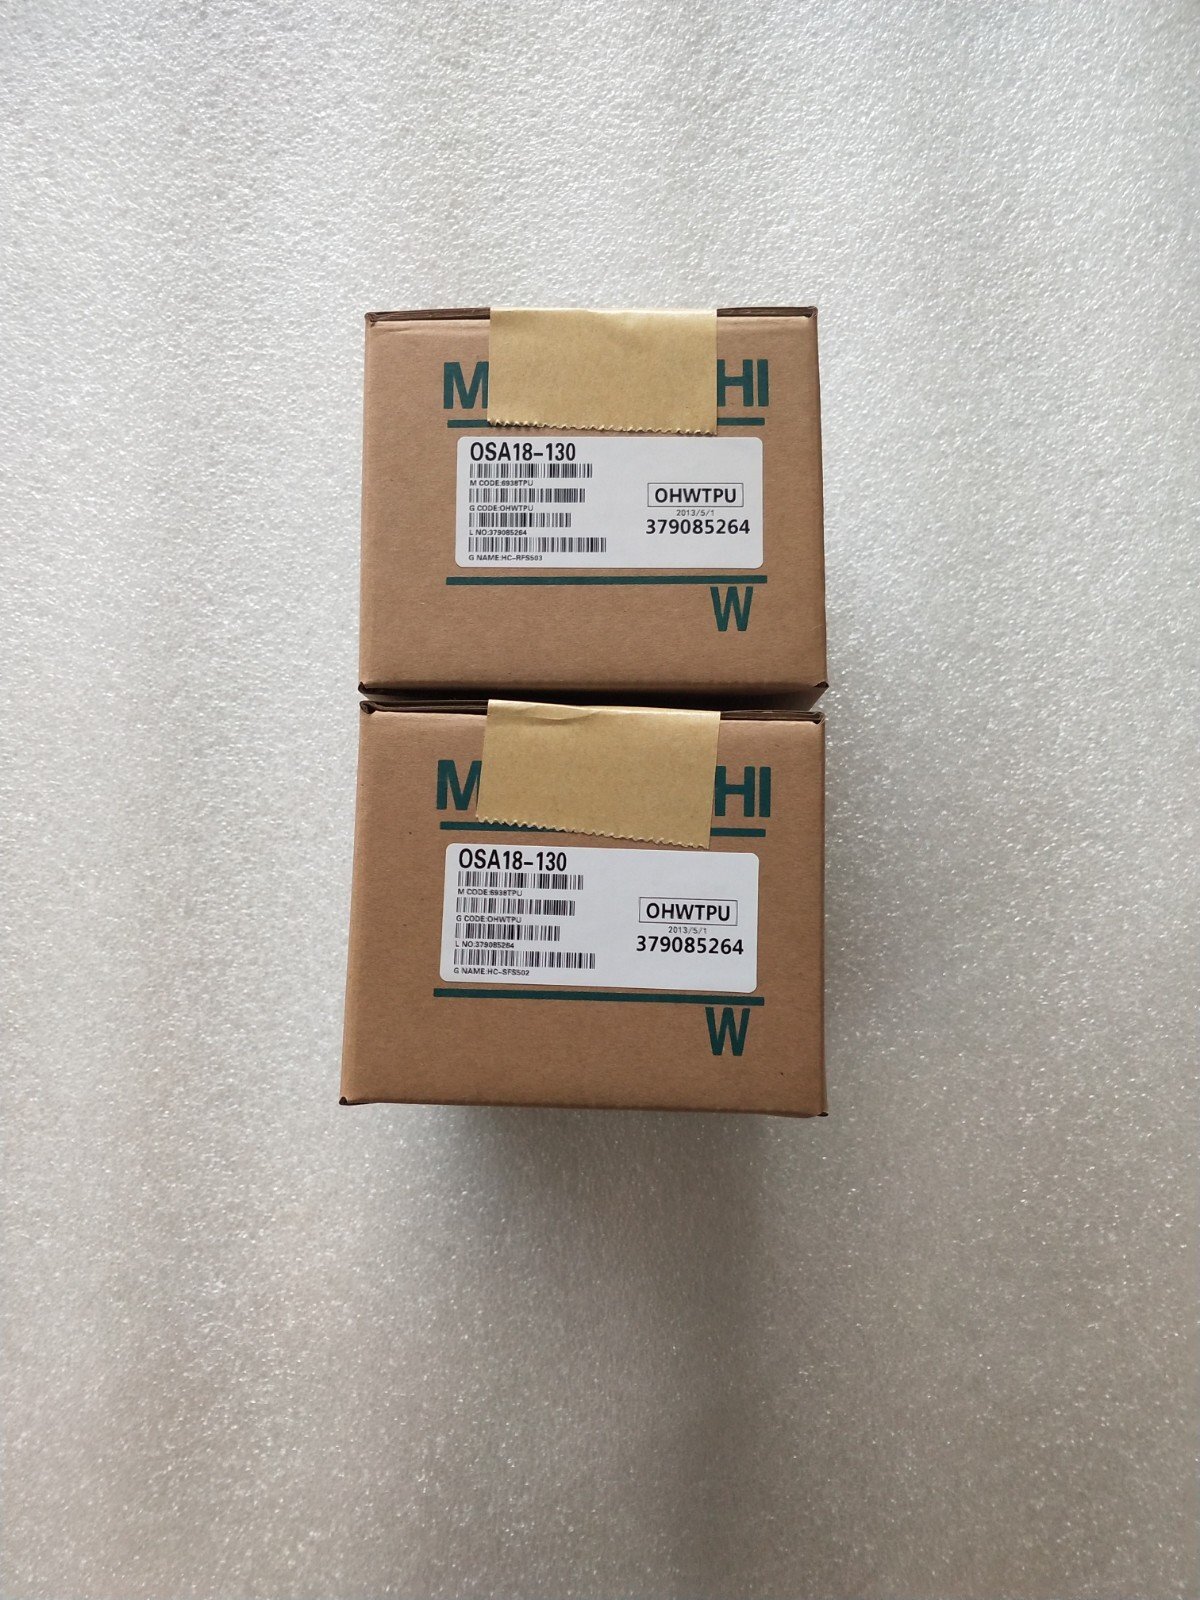 M HI
OSA18-130
M CODE:6938TPU
G CODE:OHWTPU
L NO:379085264
G NAME:HC-RFS503
OHWTPU
2013/5/1
379085264
W
M HI
OSA18-130
M CODE:6938TPU
G CODE:OHWTPU
L NO:379085264
G NAME:HC-SFS502
OHWTPU
2013/5/1
379085264
W